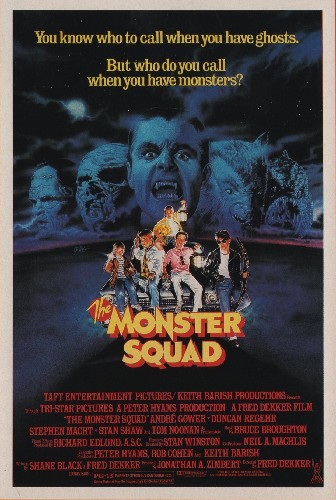 You know who to call when you have ghosts.
But who do you call
when you have monsters?
The
MONSTER
SQUAD
TAFT ENTERTAINMENT PICTURES/KEITH BARISH PRODUCTIONS
TRI-STAR PICTURES A PETER HYAMS PRODUCTION A FRED DEKKER FILM
"THE MONSTER SQUAD" ANDRÉ GOWER · DUNCAN REGEHR
STEPHEN MACHT · STAN SHAW AND TOM NOONAN BRUCE BROUGHTON
RICHARD EDLUND, A.S.C. STAN WINSTON NEIL A. MACHLIS
PETER HYAMS, ROB COHEN AND KEITH BARISH
SHANE BLACK & FRED DEKKER JONATHAN A. ZIMBERT FRED DEKKER